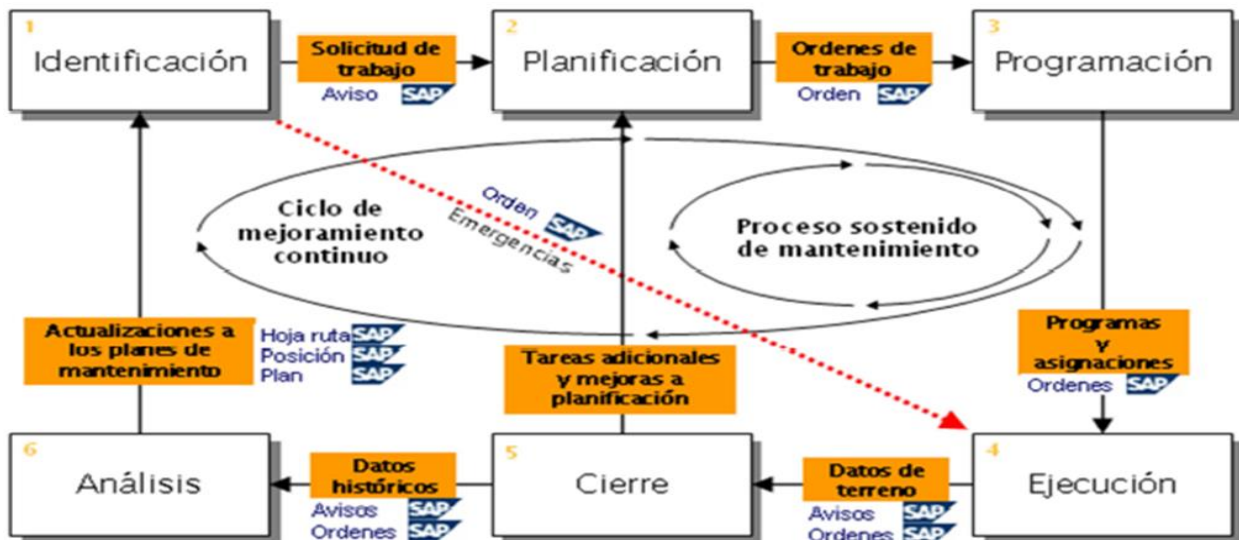 1
Identificación
Solicitud de
trabajo
Aviso SAP
2
Planificación
Ordenes de
trabajo
Orden SAP
3
Programación
Ciclo de
mejoramiento
continuo
Orden SAP
Emergencias
Proceso sostenido
de mantenimiento
Actualizaciones a
los planes de
mantenimiento
Hoja ruta SAP
Posición SAP
Plan SAP
Tareas adicionales
y mejoras a
planificación
Programas
y
asignaciones
Ordenes SAP
6
Análisis
Datos
históricos
Avisos SAP
Ordenes SAP
5
Cierre
Datos de
terreno
Avisos SAP
Ordenes SAP
4
Ejecución